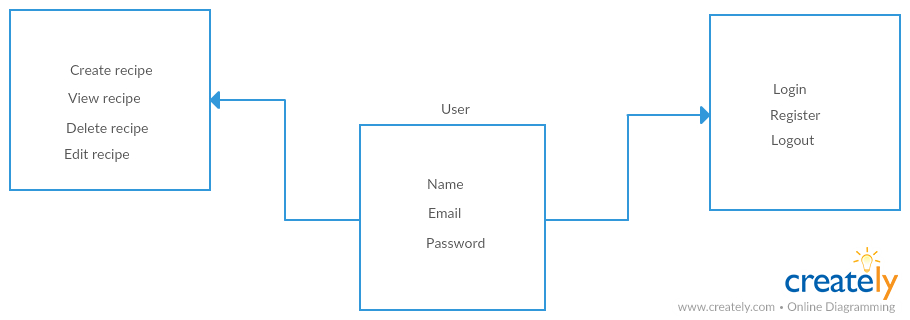 Create recipe
View recipe
Delete recipe
Edit recipe
User
Name
Email
Password
Login
Register
Logout
creately
www.creately.com • Online Diagramming